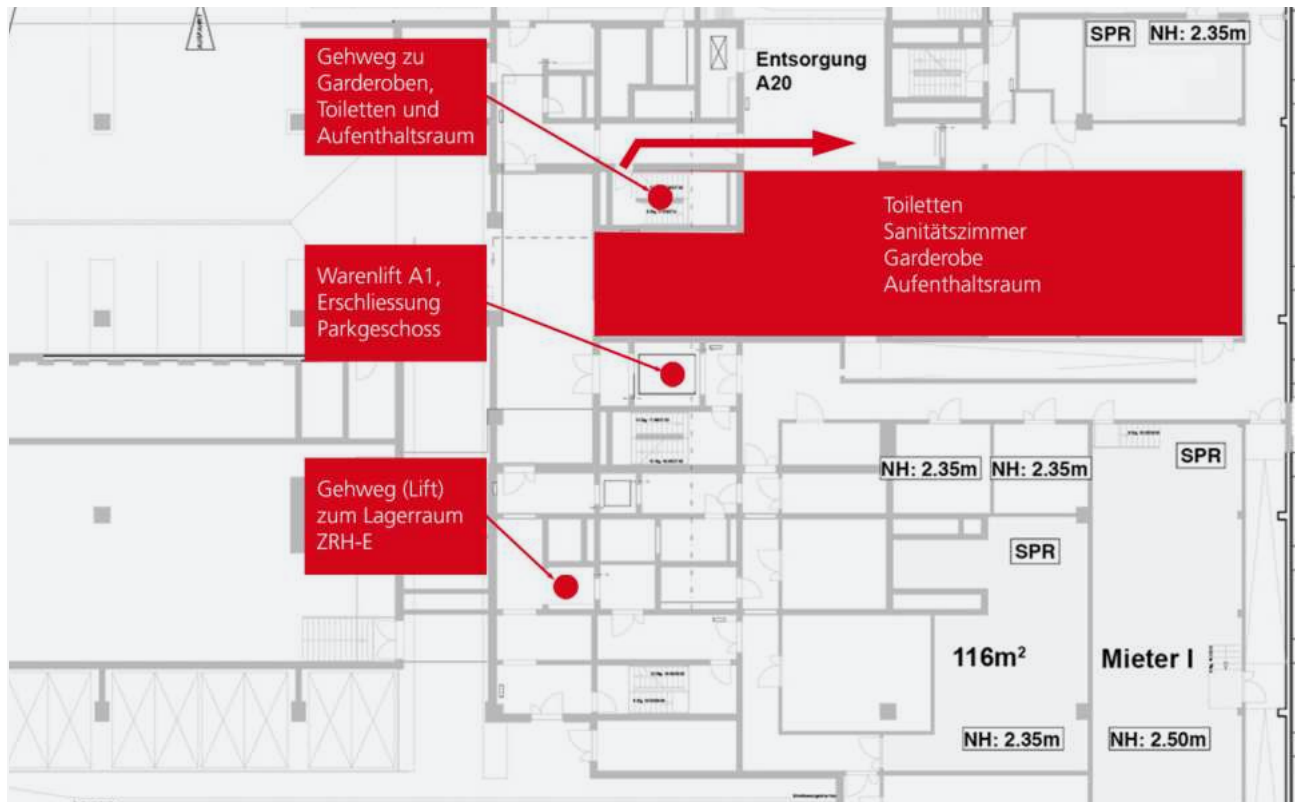 SPR
NH: 2.35m
Gehweg zu
Garderoben,
Toiletten und
Aufenthaltsraum
Entsorgung
A20
Toiletten
Sanitätszimmer
Garderobe
Aufenthaltsraum
Warenlift A1,
Erschliessung
Parkgeschoss
NH: 2.35m
NH: 2.35m
SPR
Gehweg (Lift)
zum Lagerraum
ZRH-E
SPR
116m²
Mieter I
NH: 2.35m
NH: 2.50m